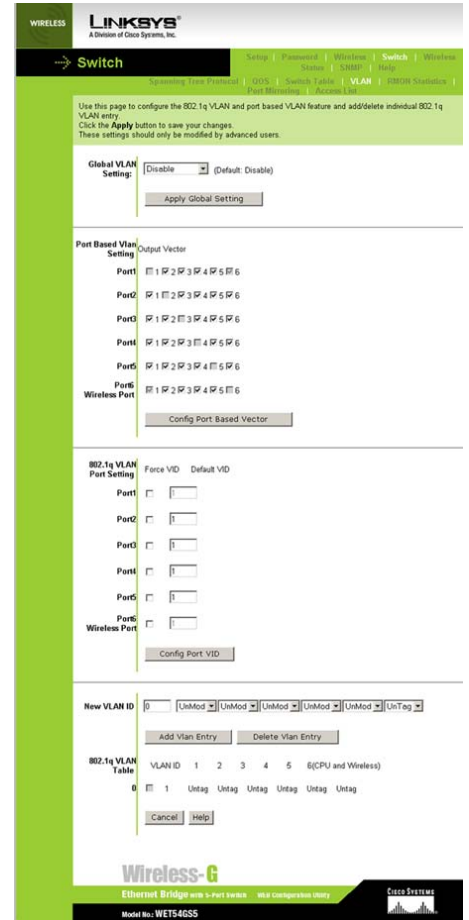 WIRELESS
LINKSYS®
A Division of Cisco Systems, Inc.
Switch
Setup | Password | Wireless | Switch | Wireless
Status | SNMP | Help
Spanning Tree Protocol | QOS | Switch Table | VLAN | RMON Statistics |
Port Mirroring | Access List
Use this page to configure the 802.1q VLAN and port based VLAN feature and add/delete individual 802.1q
VLAN entry.
Click the Apply button to save your changes.
These settings should only be modified by advanced users.
Global VLAN
Setting:
Disable (Default: Disable)
Apply Global Setting
Port Based Vlan
Setting
Output Vector
Port1 1 2 3 4 5 6
Port2 1 2 3 4 5 6
Port3 1 2 3 4 5 6
Port4 1 2 3 4 5 6
Port5 1 2 3 4 5 6
Port6
Wireless Port
1 2 3 4 5 6
Config Port Based Vector
802.1q VLAN
Port Setting
Force VID Default VID
Port1 1
Port2 1
Port3 1
Port4 1
Port5 1
Port6
Wireless Port
1
Config Port VID
New VLAN ID 0 UnMod UnMod UnMod UnMod UnMod UnTag
Add Vlan Entry Delete Vlan Entry
802.1q VLAN
Table
VLAN ID 1 2 3 4 5 6(CPU and Wireless)
0 1 Untag Untag Untag Untag Untag Untag
Cancel Help
Wireless-G
Ethernet Bridge with 5-Port Switch Web Configuration Utility
CISCO SYSTEMS
Model No.: WET54GS5